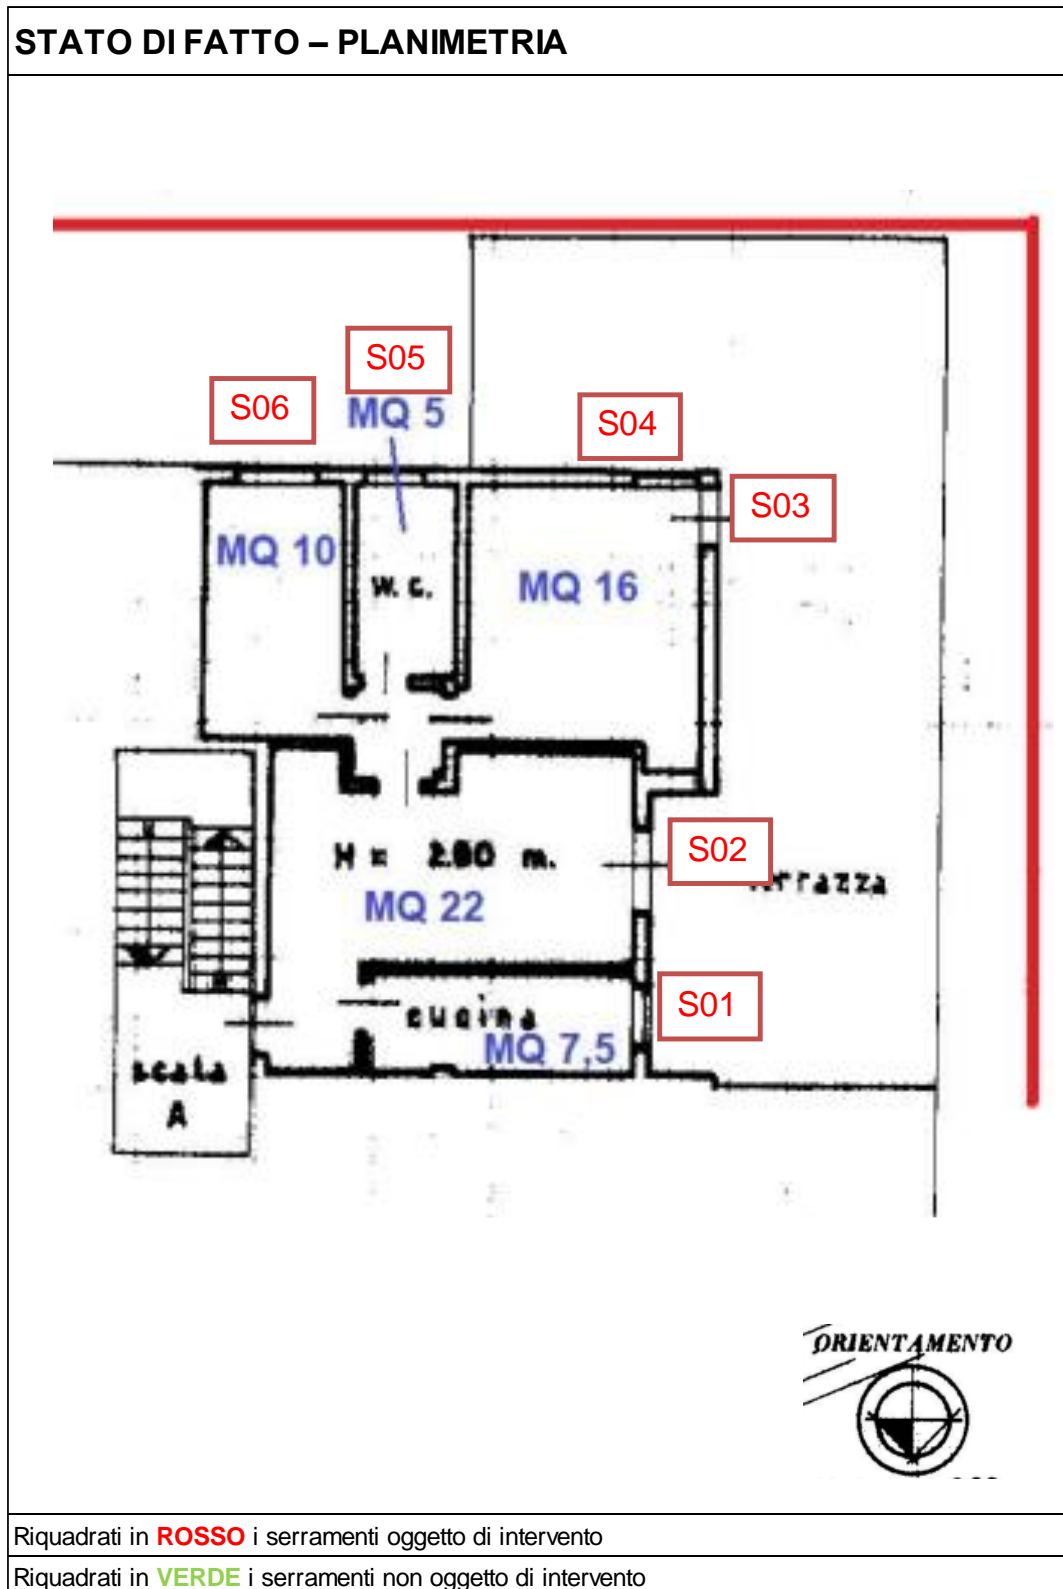 STATO DI FATTO – PLANIMETRIA
S05
S06
MQ 5
S04
S03
MQ 10
w.c.
MQ 16
H = 2.80 m.
S02
MQ 22
S01
cucina
MQ 7,5
scala
A
ORIENTAMENTO
Riquadrati in ROSSO i serramenti oggetto di intervento
Riquadrati in VERDE i serramenti non oggetto di intervento